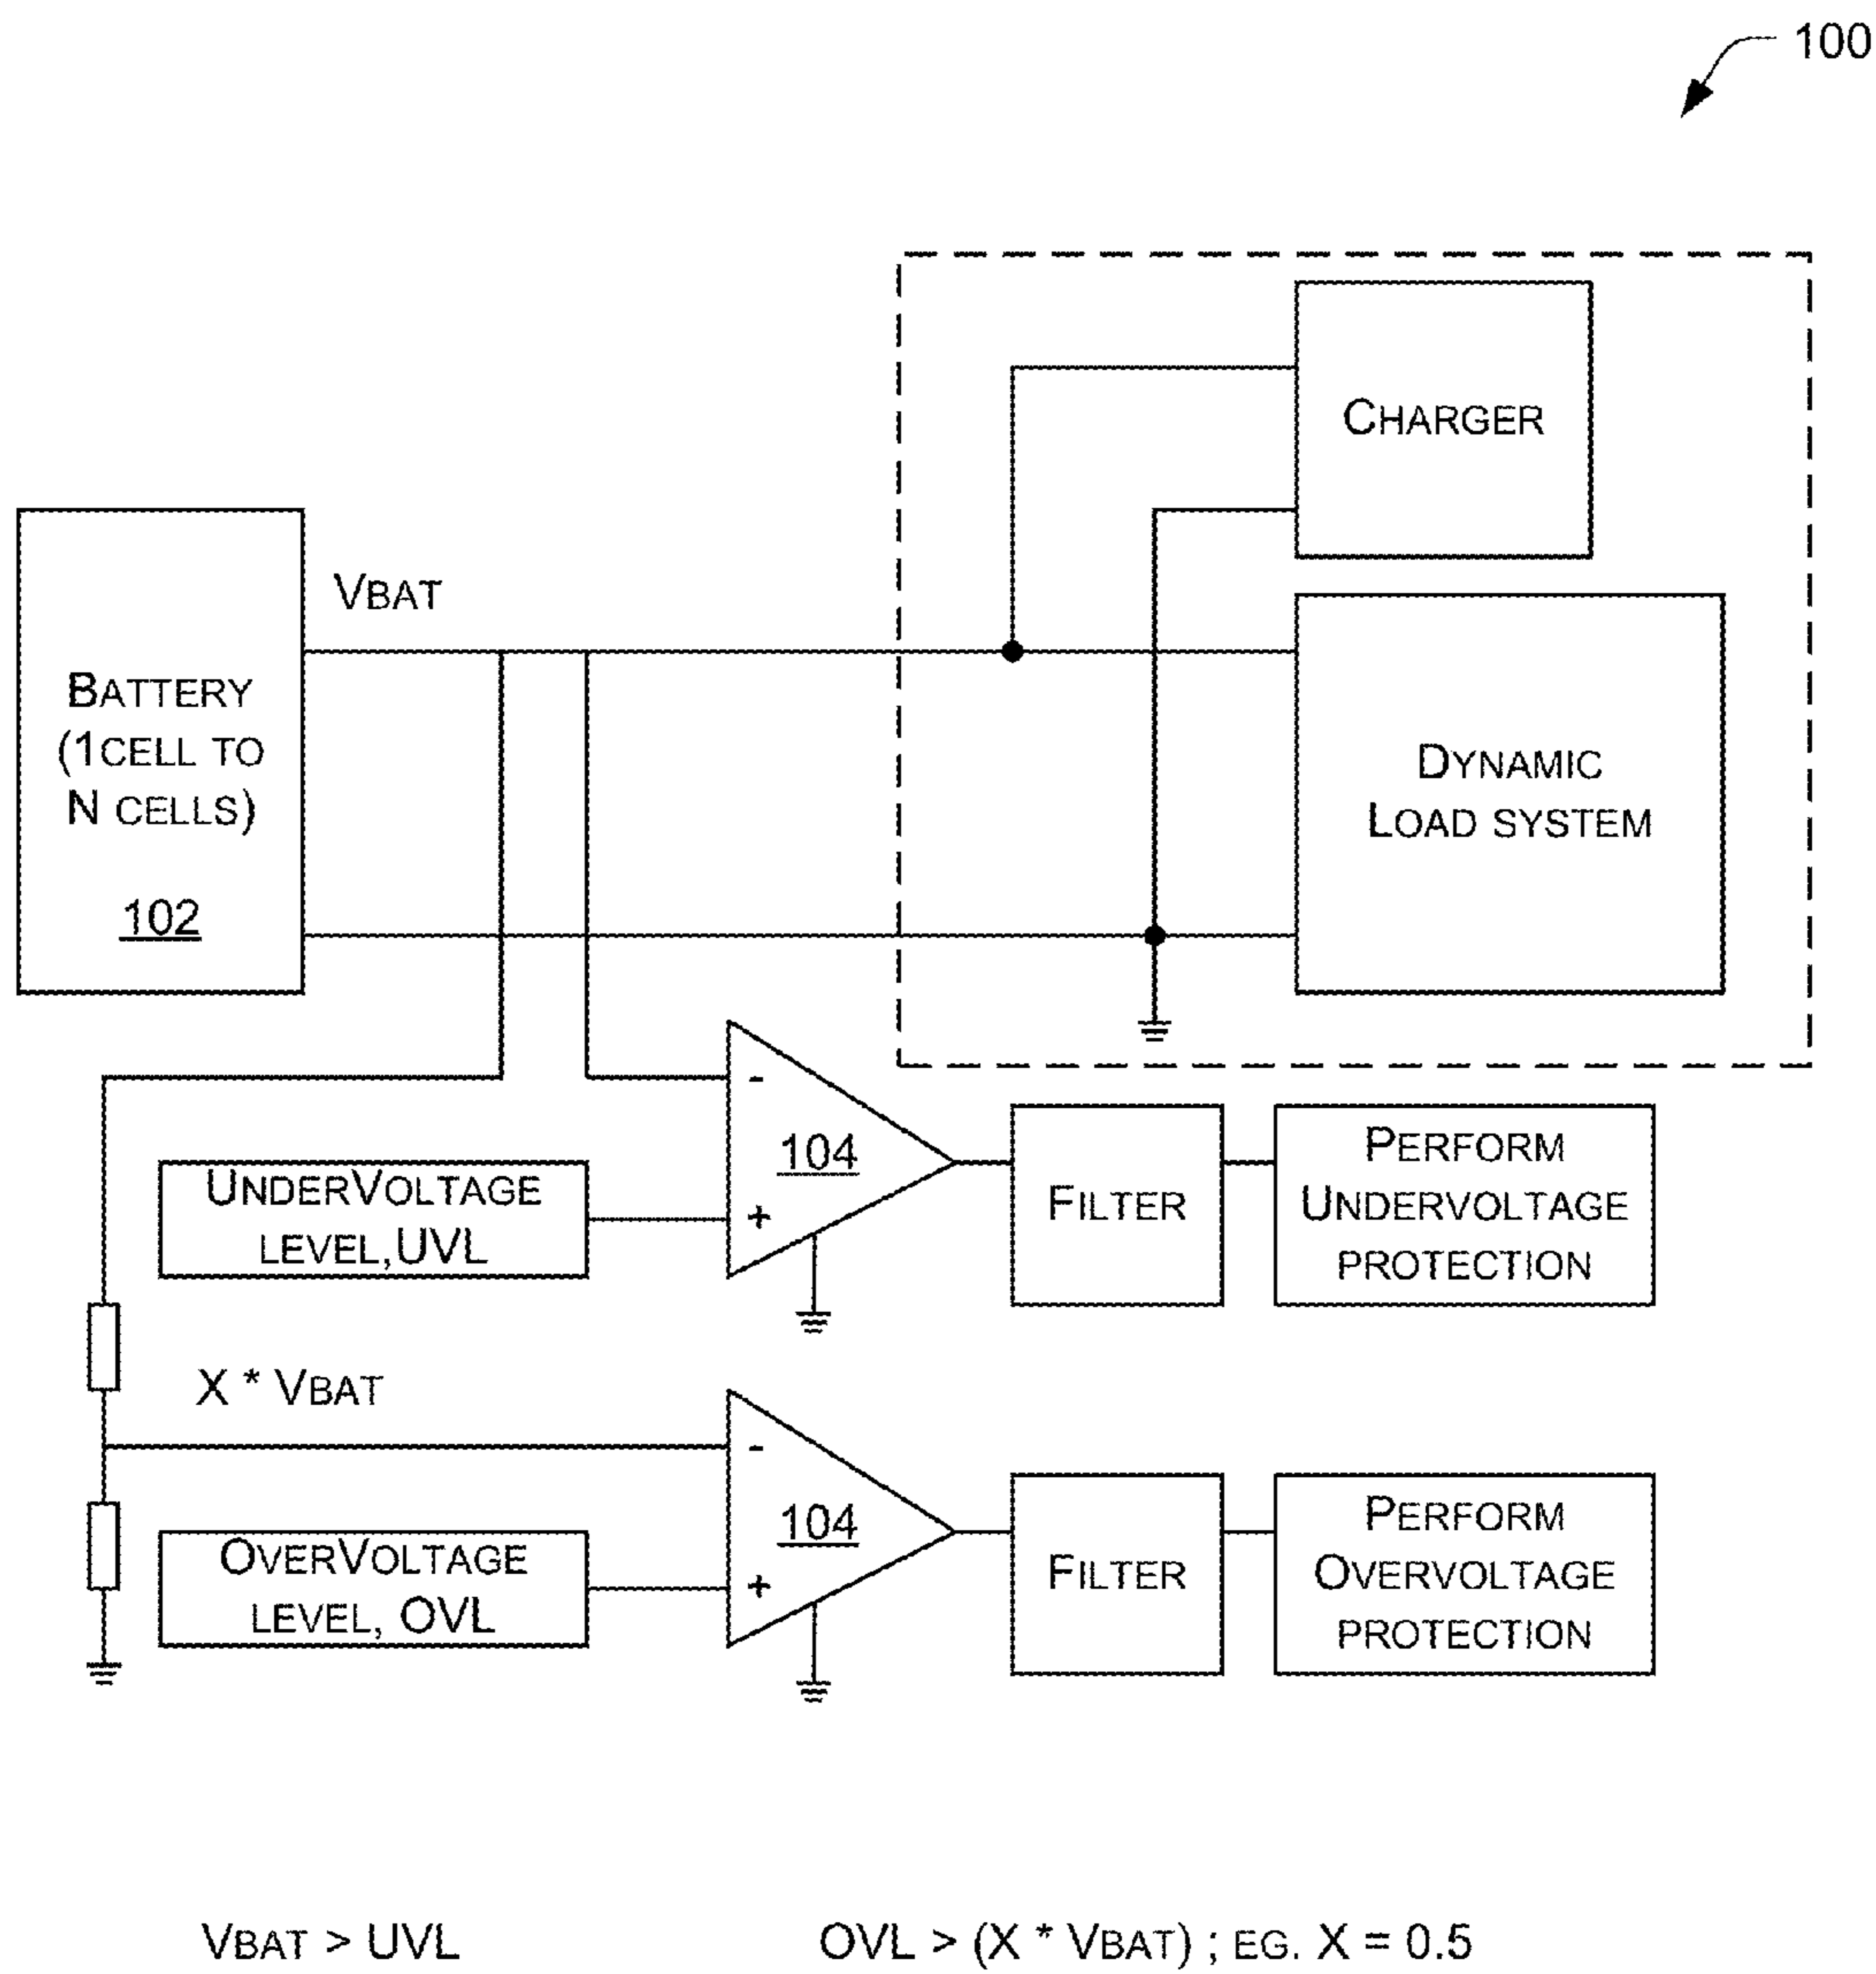 100
CHARGER
VBAT
BATTERY
(1CELL TO
N CELLS)
102
DYNAMIC
LOAD SYSTEM
-
104
+
UNDERVOLTAGE
LEVEL,UVL
FILTER
PERFORM
UNDERVOLTAGE
PROTECTION
X * VBAT
-
104
+
OVERVOLTAGE
LEVEL, OVL
FILTER
PERFORM
OVERVOLTAGE
PROTECTION
VBAT > UVL
OVL > (X * VBAT) ; EG. X = 0.5